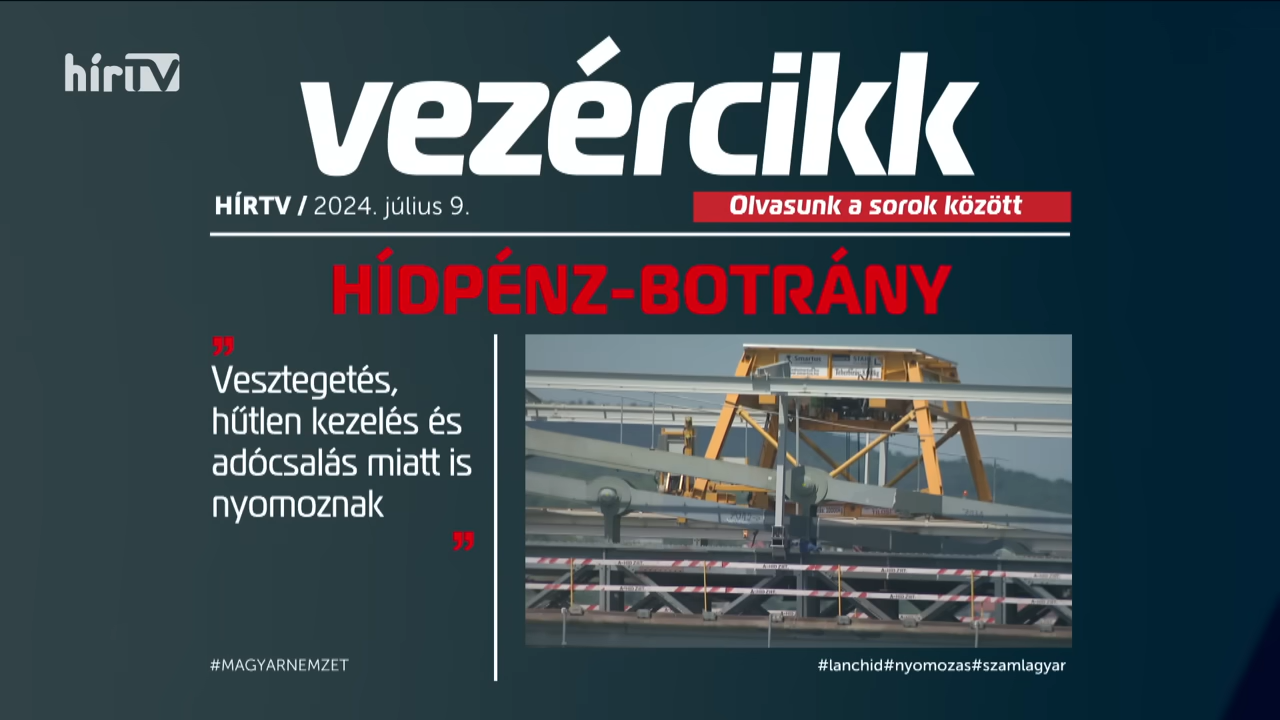 hírTV
vezércikk
HÍRTV / 2024. július 9.
Olvasunk a sorok között
HÍDPÉNZ-BOTRÁNY
"
Vesztegetés,
hűtlen kezelés és
adócsalás miatt is
nyomoznak
"
#MAGYARNEMZET
#lanchid#nyomozas#szamlagyar